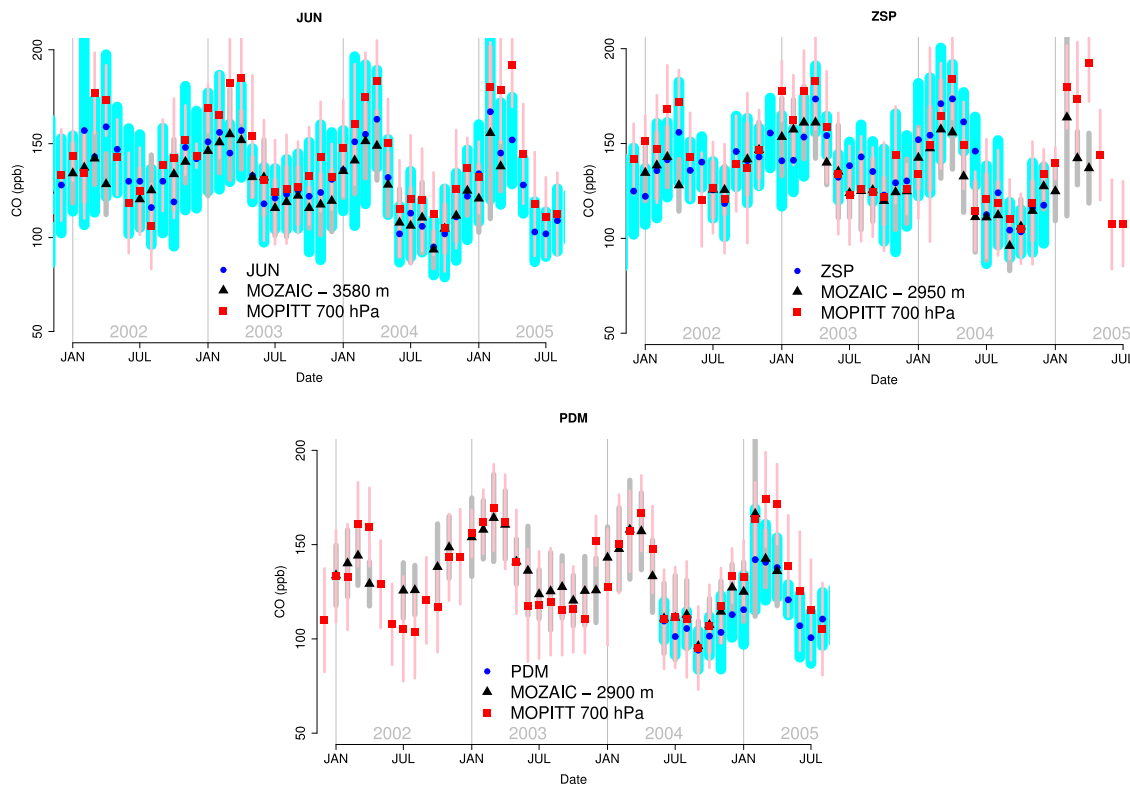 JUN
200
150
100
50
CO (ppb)
JUN
MOZAIC − 3580 m
MOPITT 700 hPa
2002 2003 2004 2005
JAN JUL JAN JUL JAN JUL JAN JUL
Date
ZSP
200
150
100
50
CO (ppb)
ZSP
MOZAIC − 2950 m
MOPITT 700 hPa
2002 2003 2004 2005
JAN JUL JAN JUL JAN JUL JAN JUL
Date
PDM
200
150
100
50
CO (ppb)
PDM
MOZAIC − 2900 m
MOPITT 700 hPa
2002 2003 2004 2005
JAN JUL JAN JUL JAN JUL JAN JUL
Date